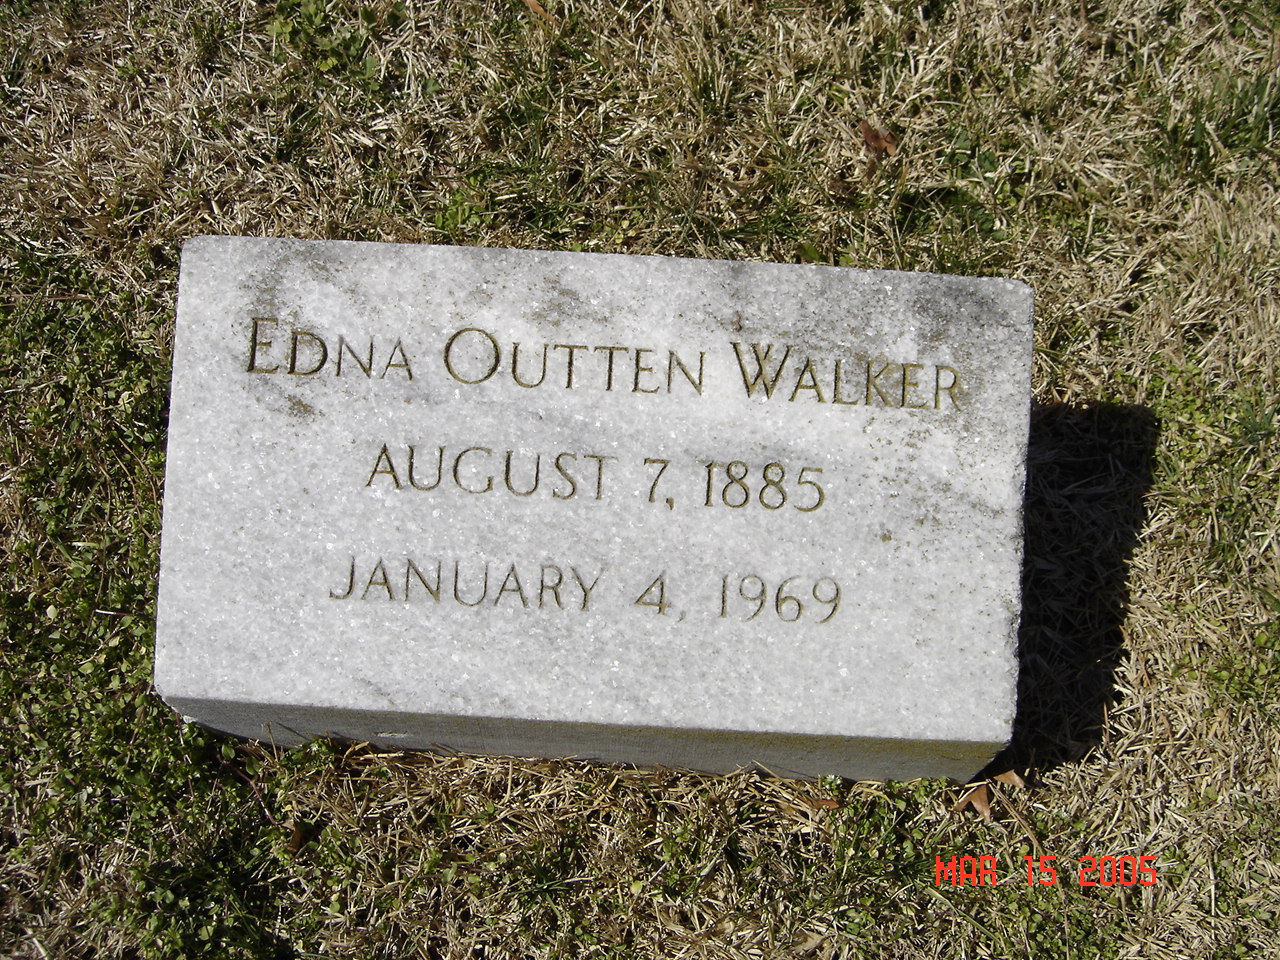 EDNA OUTTEN WALKER
AUGUST 7, 1885
JANUARY 4, 1969
MAR 15 2005